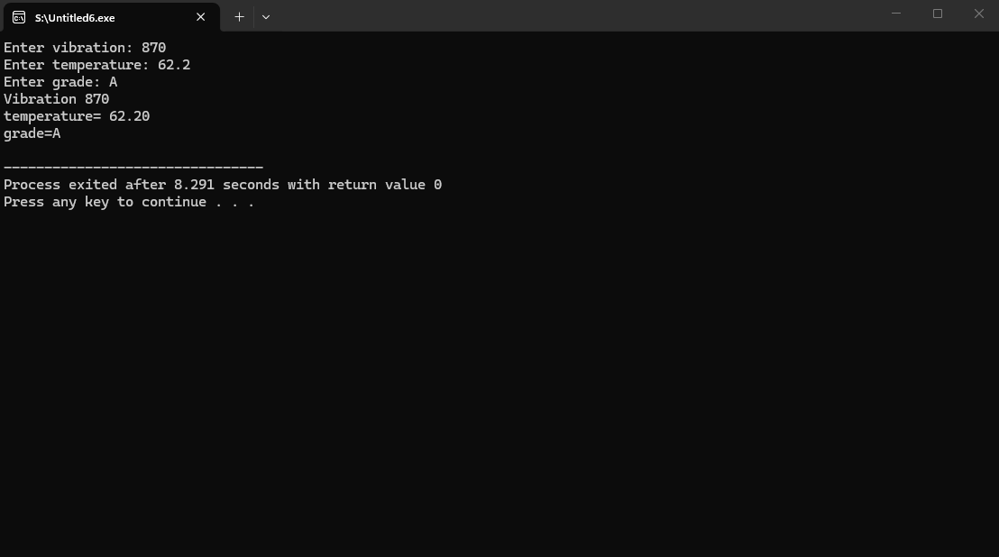 S:\Untitled6.exe
Enter vibration: 870
Enter temperature: 62.2
Enter grade: A
Vibration 870
temperature= 62.20
grade=A
--------------------------------
Process exited after 8.291 seconds with return value 0
Press any key to continue . . .